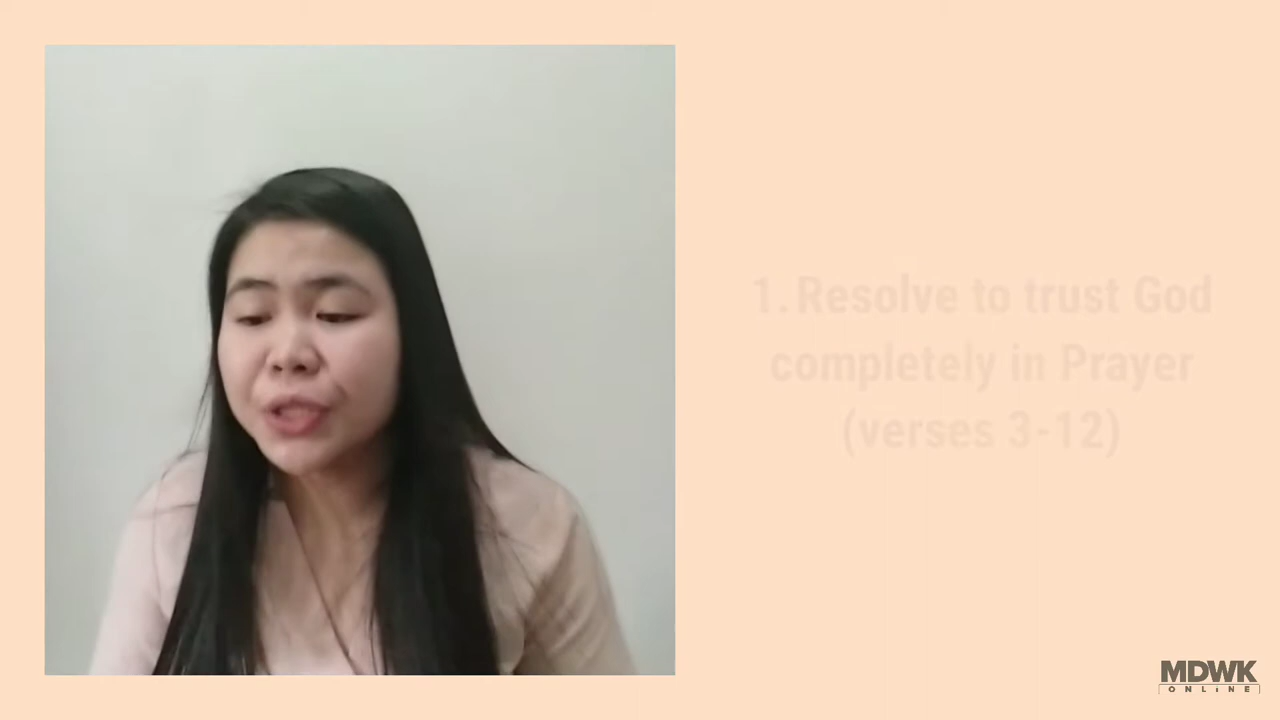 1.Resolve to trust God
completely in Prayer
(verses 3-12)
MDWK
ONLINE